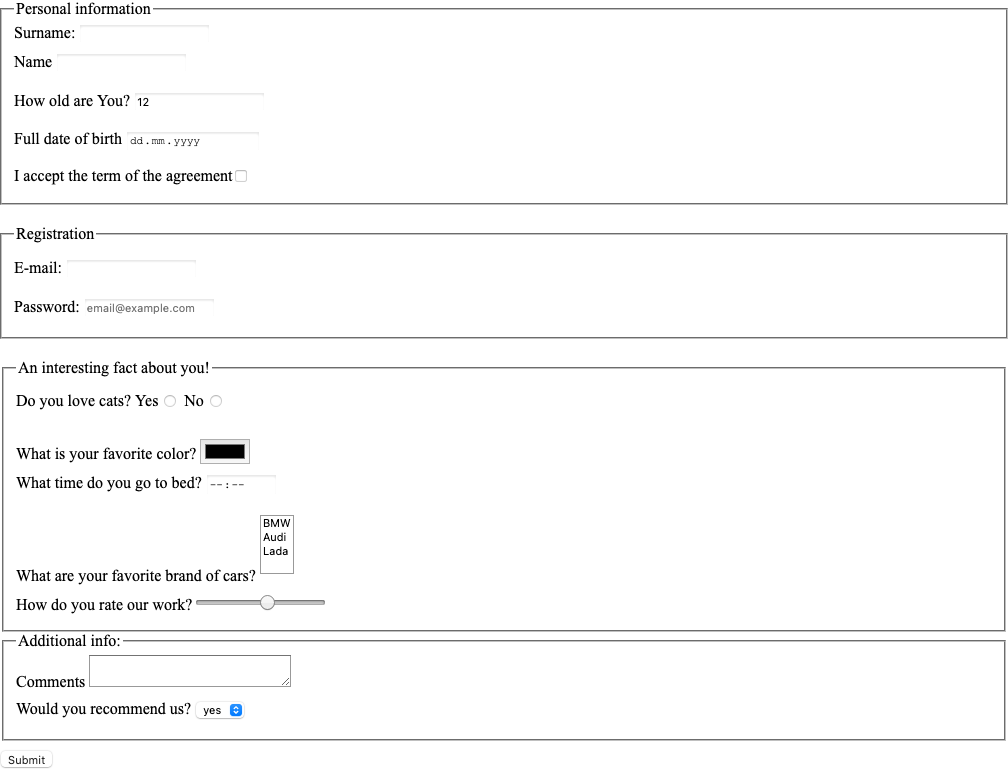 Personal information
Surname:
Name
How old are You? 12
Full date of birth dd.mm.yyyy
I accept the term of the agreement
Registration
E-mail:
Password: email@example.com
An interesting fact about you!
Do you love cats? Yes No
What is your favorite color?
What time do you go to bed? --:--
BMW
Audi
Lada
What are your favorite brand of cars?
How do you rate our work?
Additional info:
Comments
Would you recommend us? yes
Submit